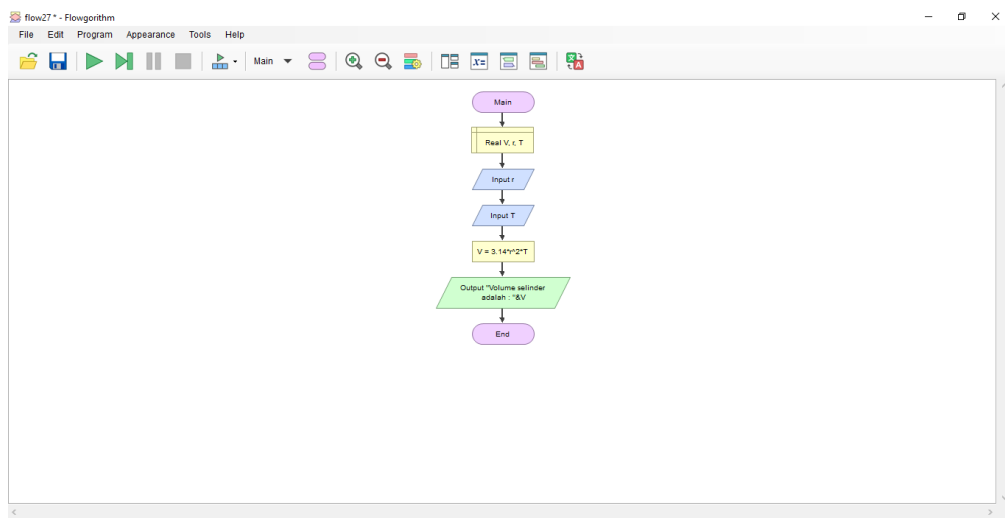 flow27 * - Flowgorithm
File Edit Program Appearance Tools Help
Main
Main
Real V, r, T
Input r
Input T
V = 3.14*r^2*T
Output "Volume selinder
adalah : "&V
End